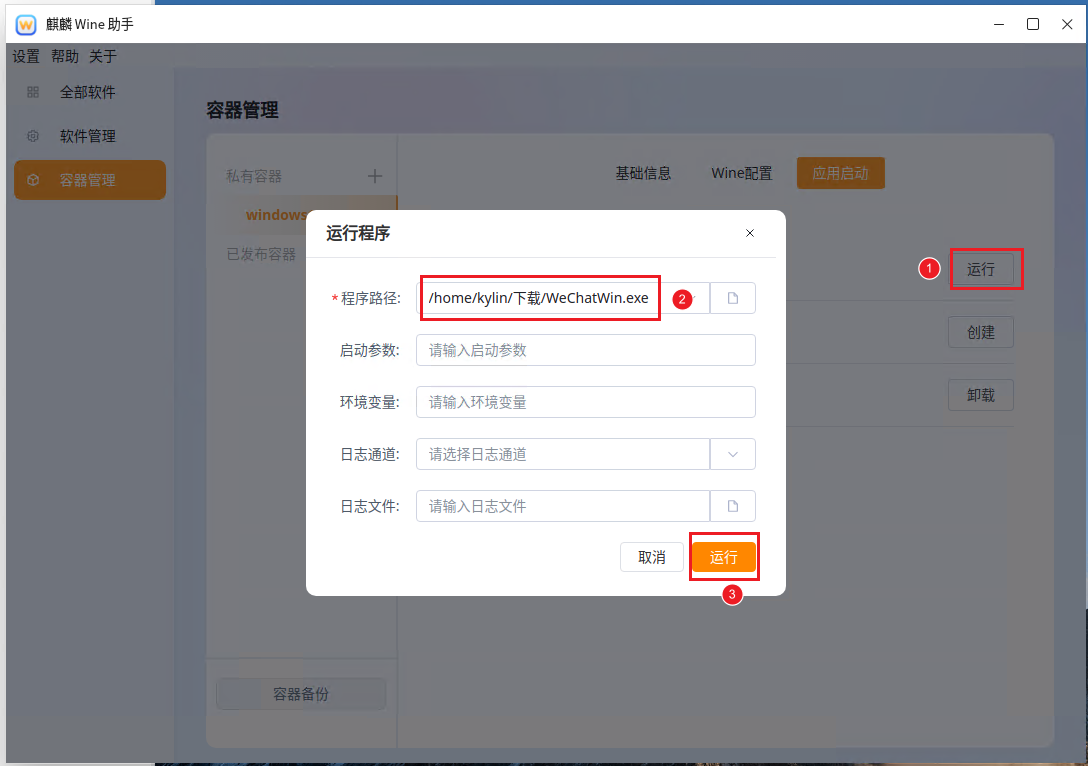 麒麟 Wine 助手
设置 帮助 关于
全部软件
软件管理
容器管理
容器管理
私有容器
windows
已发布容器
容器备份
基础信息 Wine配置 应用启动
1 运行
创建
卸载
运行程序
*程序路径: /home/kylin/下载/WeChatWin.exe 2
启动参数: 请输入启动参数
环境变量: 请输入环境变量
日志通道: 请选择日志通道
日志文件: 请输入日志文件
取消 运行
3